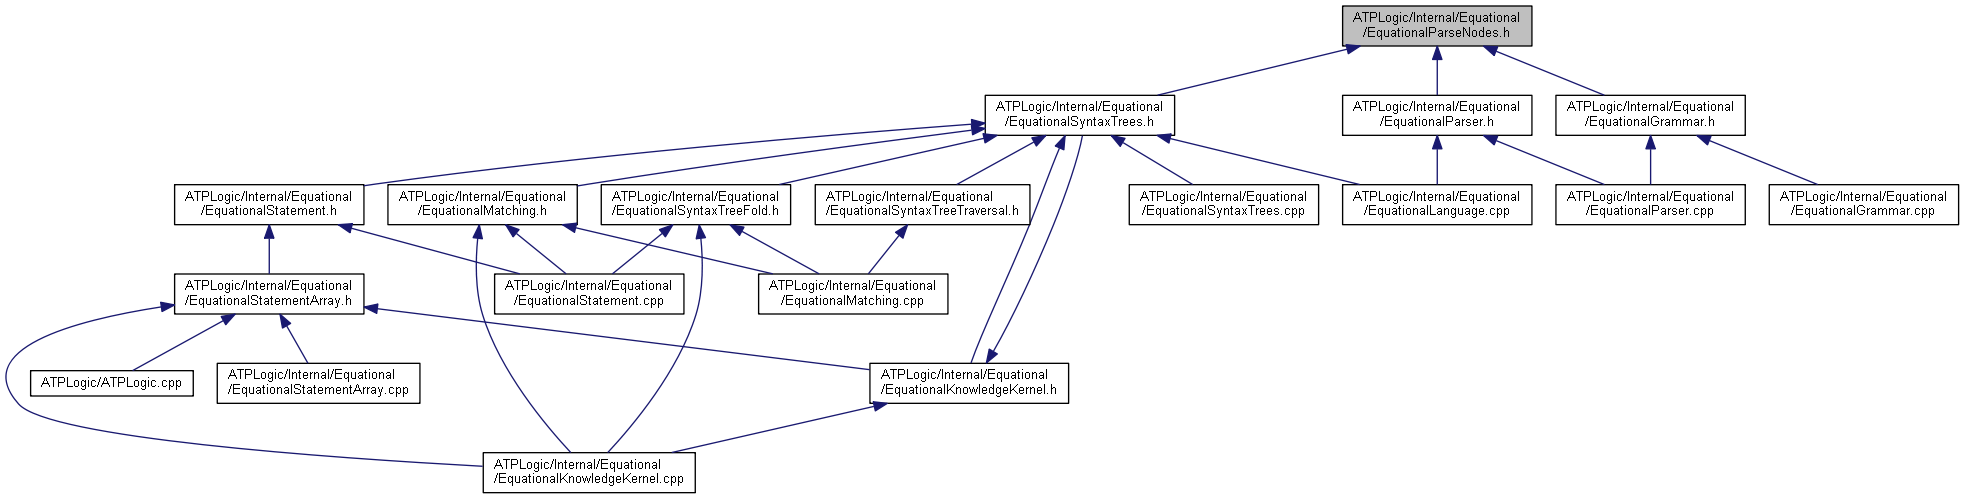 ATPLogic/Internal/Equational
/EquationalParseNodes.h
ATPLogic/Internal/Equational
/EquationalSyntaxTrees.h
ATPLogic/Internal/Equational
/EquationalParser.h
ATPLogic/Internal/Equational
/EquationalGrammar.h
ATPLogic/Internal/Equational
/EquationalStatement.h
ATPLogic/Internal/Equational
/EquationalMatching.h
ATPLogic/Internal/Equational
/EquationalSyntaxTreeFold.h
ATPLogic/Internal/Equational
/EquationalSyntaxTreeTraversal.h
ATPLogic/Internal/Equational
/EquationalSyntaxTrees.cpp
ATPLogic/Internal/Equational
/EquationalLanguage.cpp
ATPLogic/Internal/Equational
/EquationalParser.cpp
ATPLogic/Internal/Equational
/EquationalGrammar.cpp
ATPLogic/Internal/Equational
/EquationalStatementArray.h
ATPLogic/Internal/Equational
/EquationalStatement.cpp
ATPLogic/Internal/Equational
/EquationalMatching.cpp
ATPLogic/ATPLogic.cpp
ATPLogic/Internal/Equational
/EquationalStatementArray.cpp
ATPLogic/Internal/Equational
/EquationalKnowledgeKernel.h
ATPLogic/Internal/Equational
/EquationalKnowledgeKernel.cpp